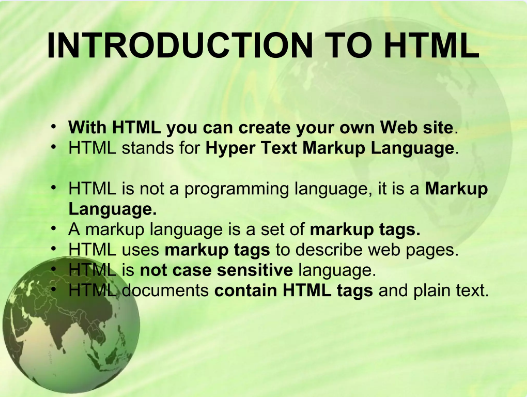 INTRODUCTION TO HTML
• With HTML you can create your own Web site.
• HTML stands for Hyper Text Markup Language.
• HTML is not a programming language, it is a Markup
Language.
• A markup language is a set of markup tags.
• HTML uses markup tags to describe web pages.
• HTML is not case sensitive language.
• HTML documents contain HTML tags and plain text.